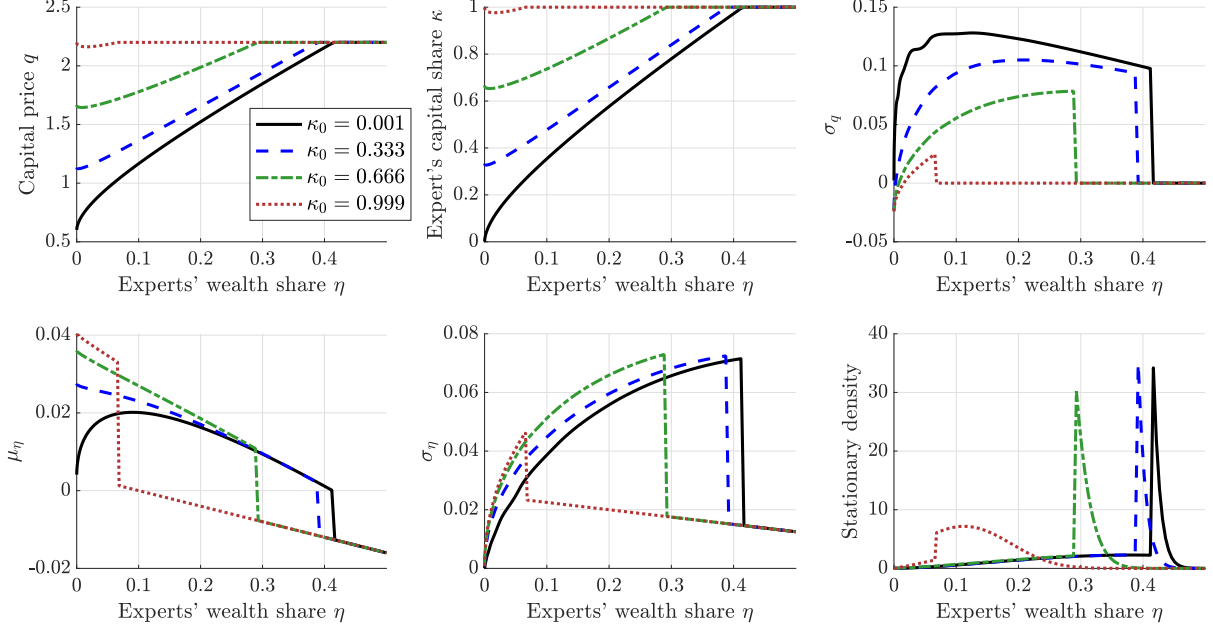 Capital price q
2.5
2
1.5
1
0.5
0 0.1 0.2 0.3 0.4
Experts' wealth share η
κ₀ = 0.001
κ₀ = 0.333
κ₀ = 0.666
κ₀ = 0.999
Expert's capital share κ
1
0.8
0.6
0.4
0.2
0
0 0.1 0.2 0.3 0.4
Experts' wealth share η
σ_q
0.15
0.1
0.05
0
-0.05
0 0.1 0.2 0.3 0.4
Experts' wealth share η
μ_η
0.04
0.02
0
-0.02
0 0.1 0.2 0.3 0.4
Experts' wealth share η
σ_η
0.08
0.06
0.04
0.02
0
0 0.1 0.2 0.3 0.4
Experts' wealth share η
Stationary density
40
30
20
10
0
0 0.1 0.2 0.3 0.4
Experts' wealth share η